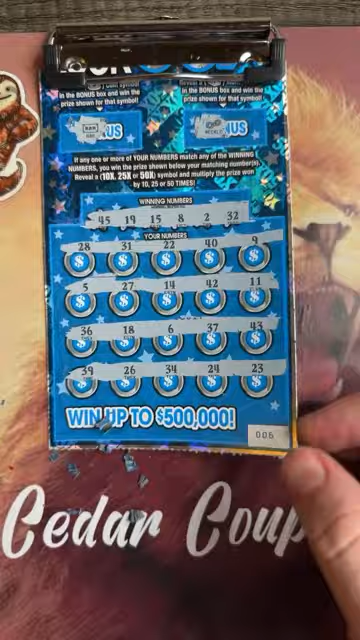 in the BONUS box and win the
prize shown for that symbol!
in the BONUS box and win the
prize shown for that symbol!
If any one or more of YOUR NUMBERS match any of the WINNING
NUMBERS, you win the prize shown below your matching number(s).
Reveal a (10X, 25X or 50X) symbol and multiply the prize won
by 10, 25 or 50 TIMES!
WINNING NUMBERS
45 19 15 8 2 32
YOUR NUMBERS
28 31 22 40 9
5 27 14 42 11
36 18 6 37 43
39 26 34 24 23
WIN UP TO $500,000!
006
Cedar Coup